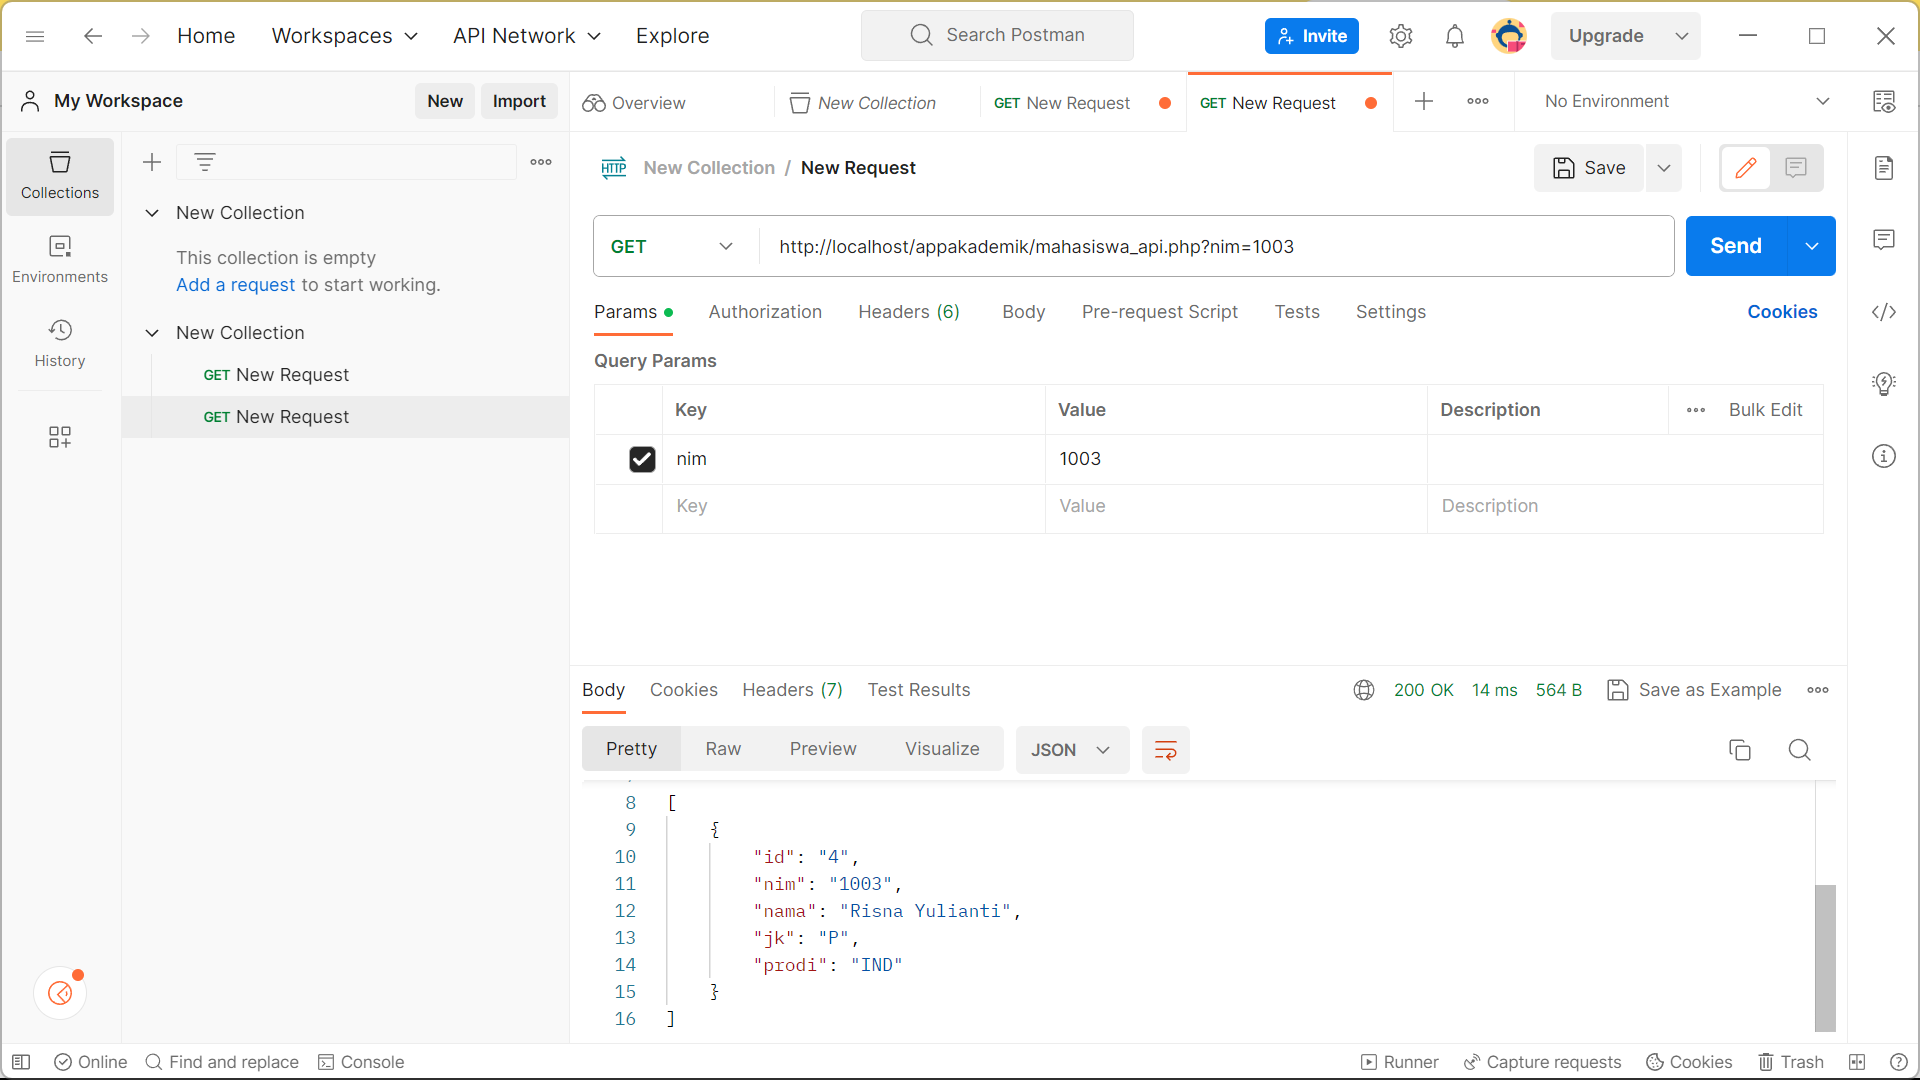 Home
Workspaces
API Network
Explore
Search Postman
Invite
Upgrade
My Workspace
New
Import
Overview
New Collection
GET New Request
GET New Request
No Environment
Collections
Environments
History
New Collection
This collection is empty
Add a request to start working.
New Collection
GET New Request
GET New Request
HTTP
New Collection / New Request
Save
GET
http://localhost/appakademik/mahasiswa_api.php?nim=1003
Send
Params
Authorization
Headers (6)
Body
Pre-request Script
Tests
Settings
Cookies
Query Params
Key
Value
Description
Bulk Edit
nim
1003
Key
Value
Description
Body
Cookies
Headers (7)
Test Results
200 OK
14 ms
564 B
Save as Example
Pretty
Raw
Preview
Visualize
JSON
8 [
9 {
10 "id": "4",
11 "nim": "1003",
12 "nama": "Risna Yulianti",
13 "jk": "P",
14 "prodi": "IND"
15 }
16 ]
Online
Find and replace
Console
Runner
Capture requests
Cookies
Trash